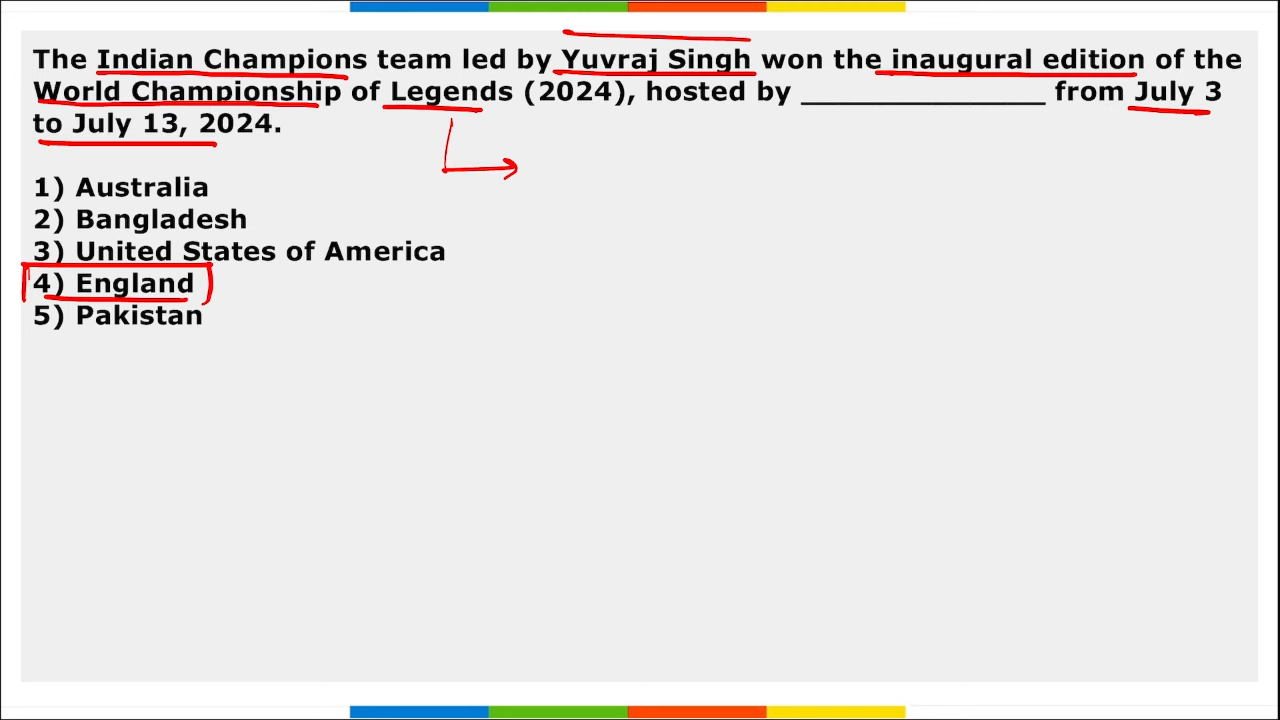 The Indian Champions team led by Yuvraj Singh won the inaugural edition of the
World Championship of Legends (2024), hosted by _________________ from July 3
to July 13, 2024.
1) Australia
2) Bangladesh
3) United States of America
4) England
5) Pakistan